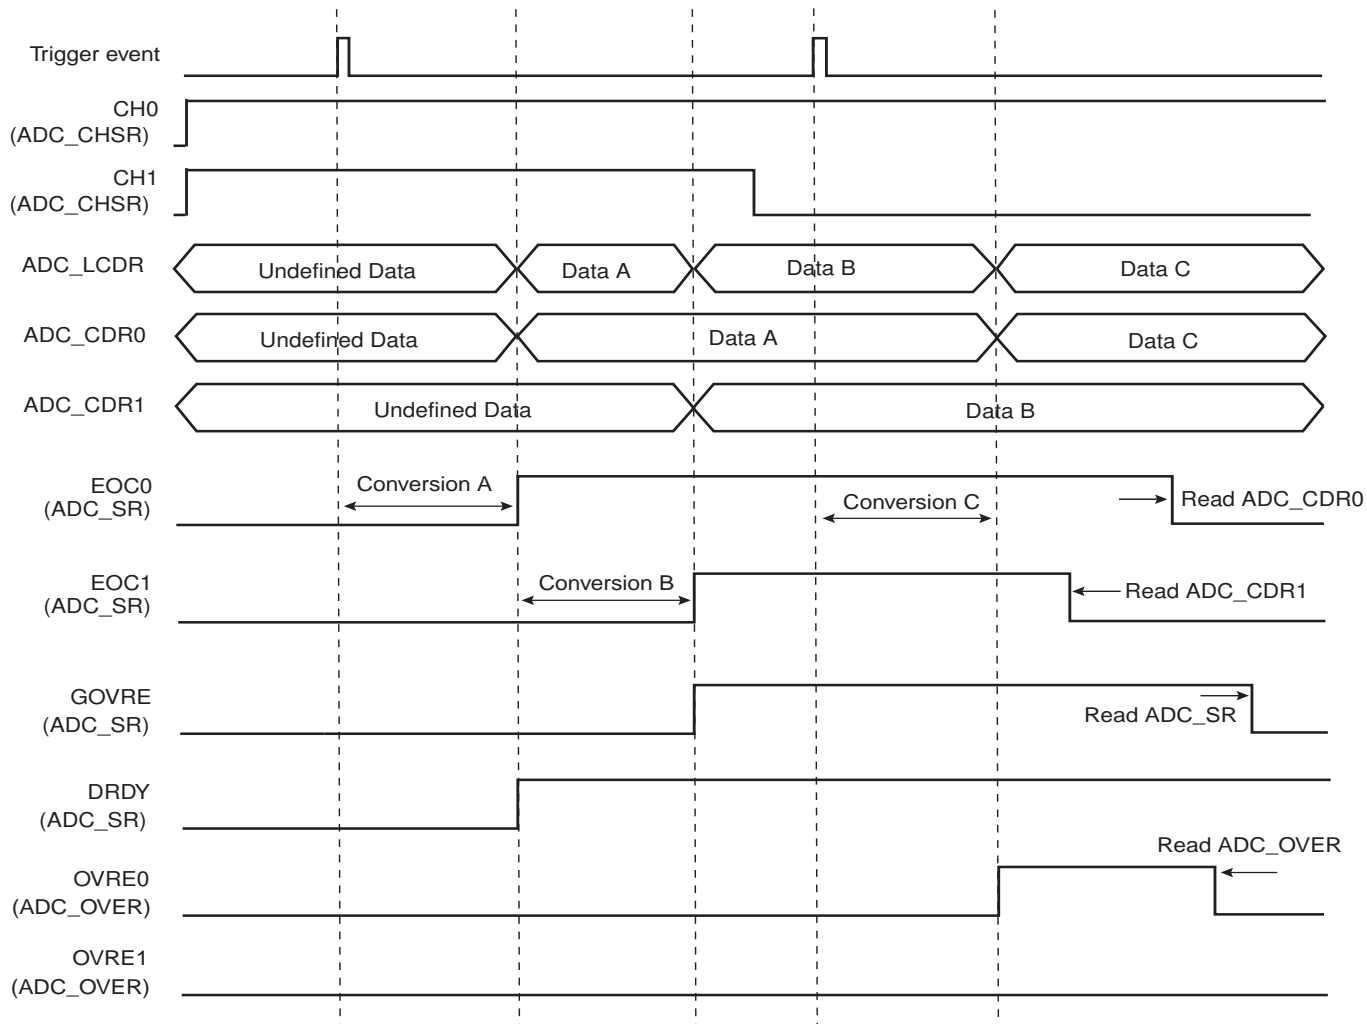 Trigger event
CH0
(ADC_CHSR)
CH1
(ADC_CHSR)
ADC_LCDR
Undefined Data
Data A
Data B
Data C
ADC_CDR0
Undefined Data
Data A
Data C
ADC_CDR1
Undefined Data
Data B
EOC0
(ADC_SR)
Conversion A
Conversion C
Read ADC_CDR0
EOC1
(ADC_SR)
Conversion B
Read ADC_CDR1
GOVRE
(ADC_SR)
Read ADC_SR
DRDY
(ADC_SR)
Read ADC_OVER
OVRE0
(ADC_OVER)
OVRE1
(ADC_OVER)